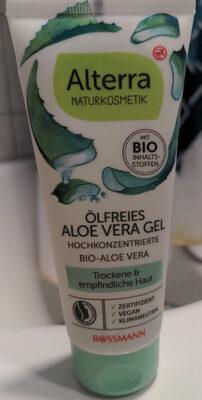 Alterra
NATURKOSMETIK
MIT
BIO
INHALTS-
STOFFEN
ÖLFREIES
ALOE VERA GEL
HOCHKONZENTRIERTE
BIO-ALOE VERA
Trockene &
empfindliche Haut
✓ ZERTIFIZIERT
✓ VEGAN
✓ KLIMANEUTRAL
ROSSMANN